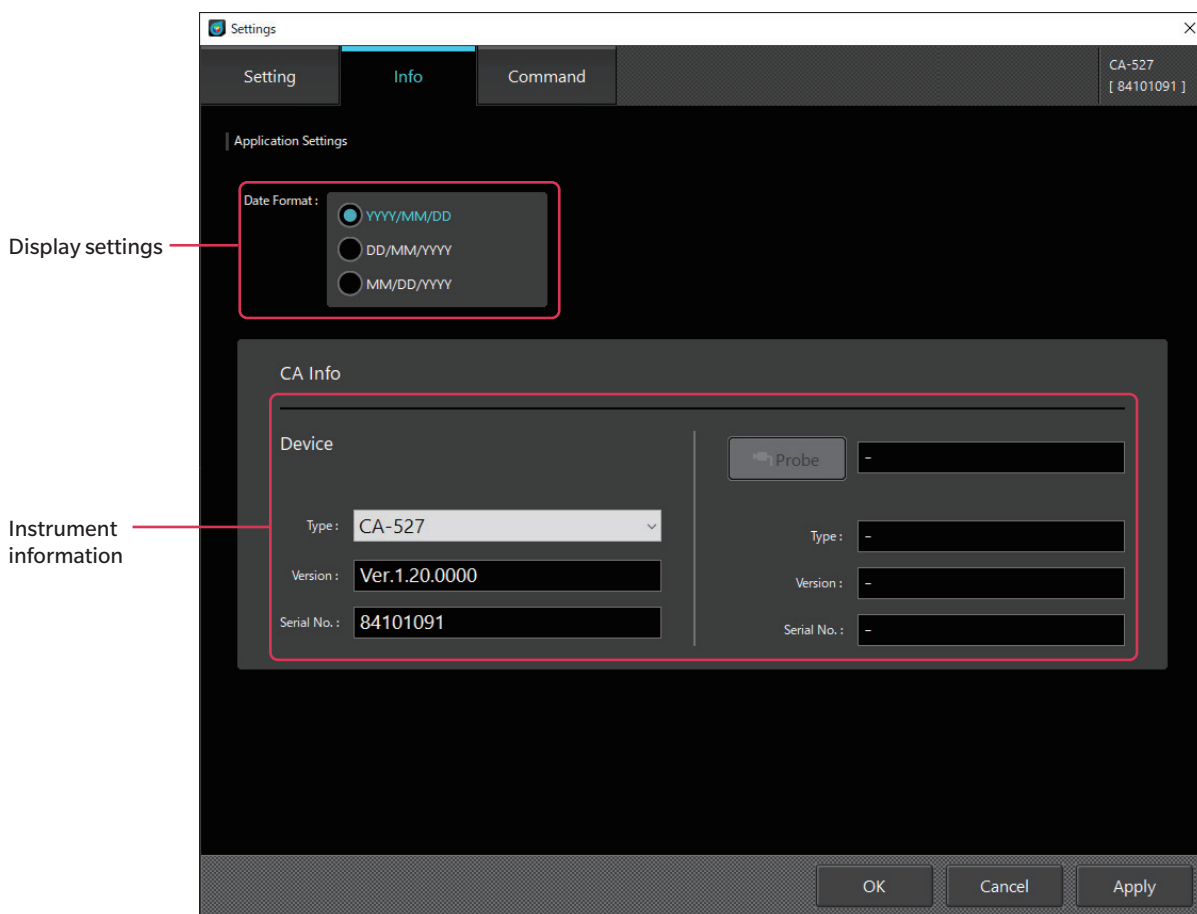 Settings
Setting
Info
Command
CA-527
[ 84101091 ]
Application Settings
Display settings
Date Format :
YYYY/MM/DD
DD/MM/YYYY
MM/DD/YYYY
CA Info
Instrument
information
Device
Type :
CA-527
Version :
Ver.1.20.0000
Serial No. :
84101091
Probe
-
Type :
-
Version :
-
Serial No. :
-
OK
Cancel
Apply